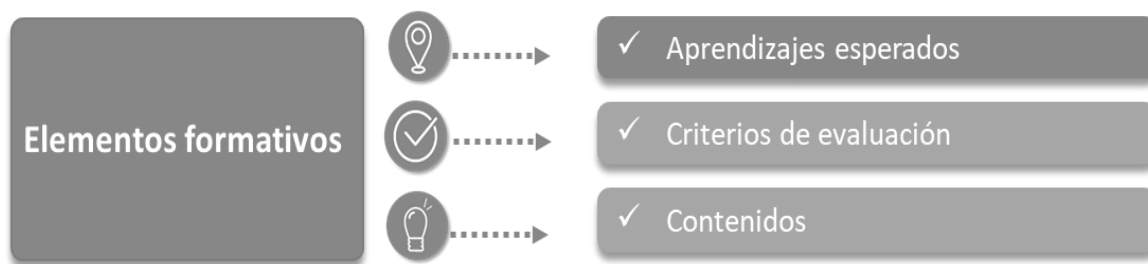 Elementos formativos
✓ Aprendizajes esperados
✓ Criterios de evaluación
✓ Contenidos